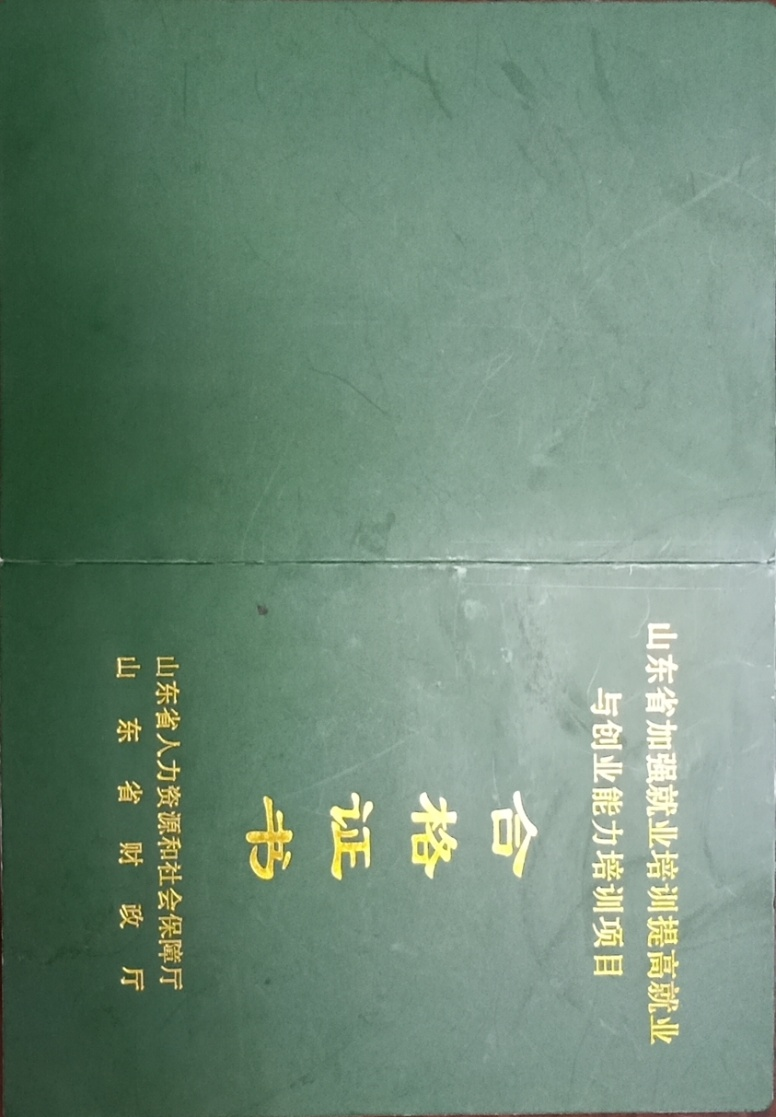 山东省加强就业培训提高就业
与创业能力培训项目
合格证书
山东省人力资源和社会保障厅
山东省财政厅